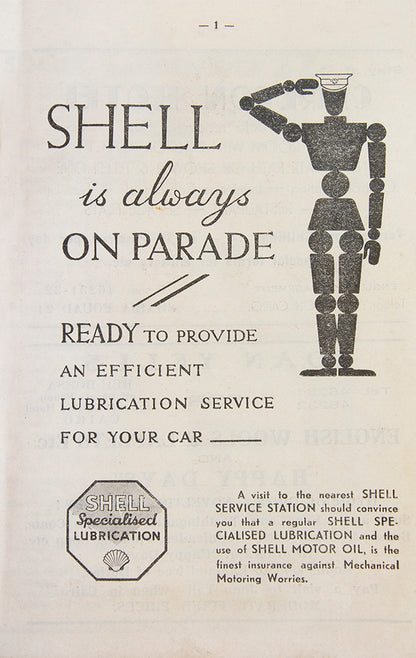 — 1 —
SHELL
is always
ON PARADE
READY TO PROVIDE
AN EFFICIENT
LUBRICATION SERVICE
FOR YOUR CAR
SHELL
Specialised
LUBRICATION
A visit to the nearest SHELL
SERVICE STATION should convince
you that a regular SHELL SPE-
CIALISED LUBRICATION and the
use of SHELL MOTOR OIL, is the
finest insurance against Mechanical
Motoring Worries.